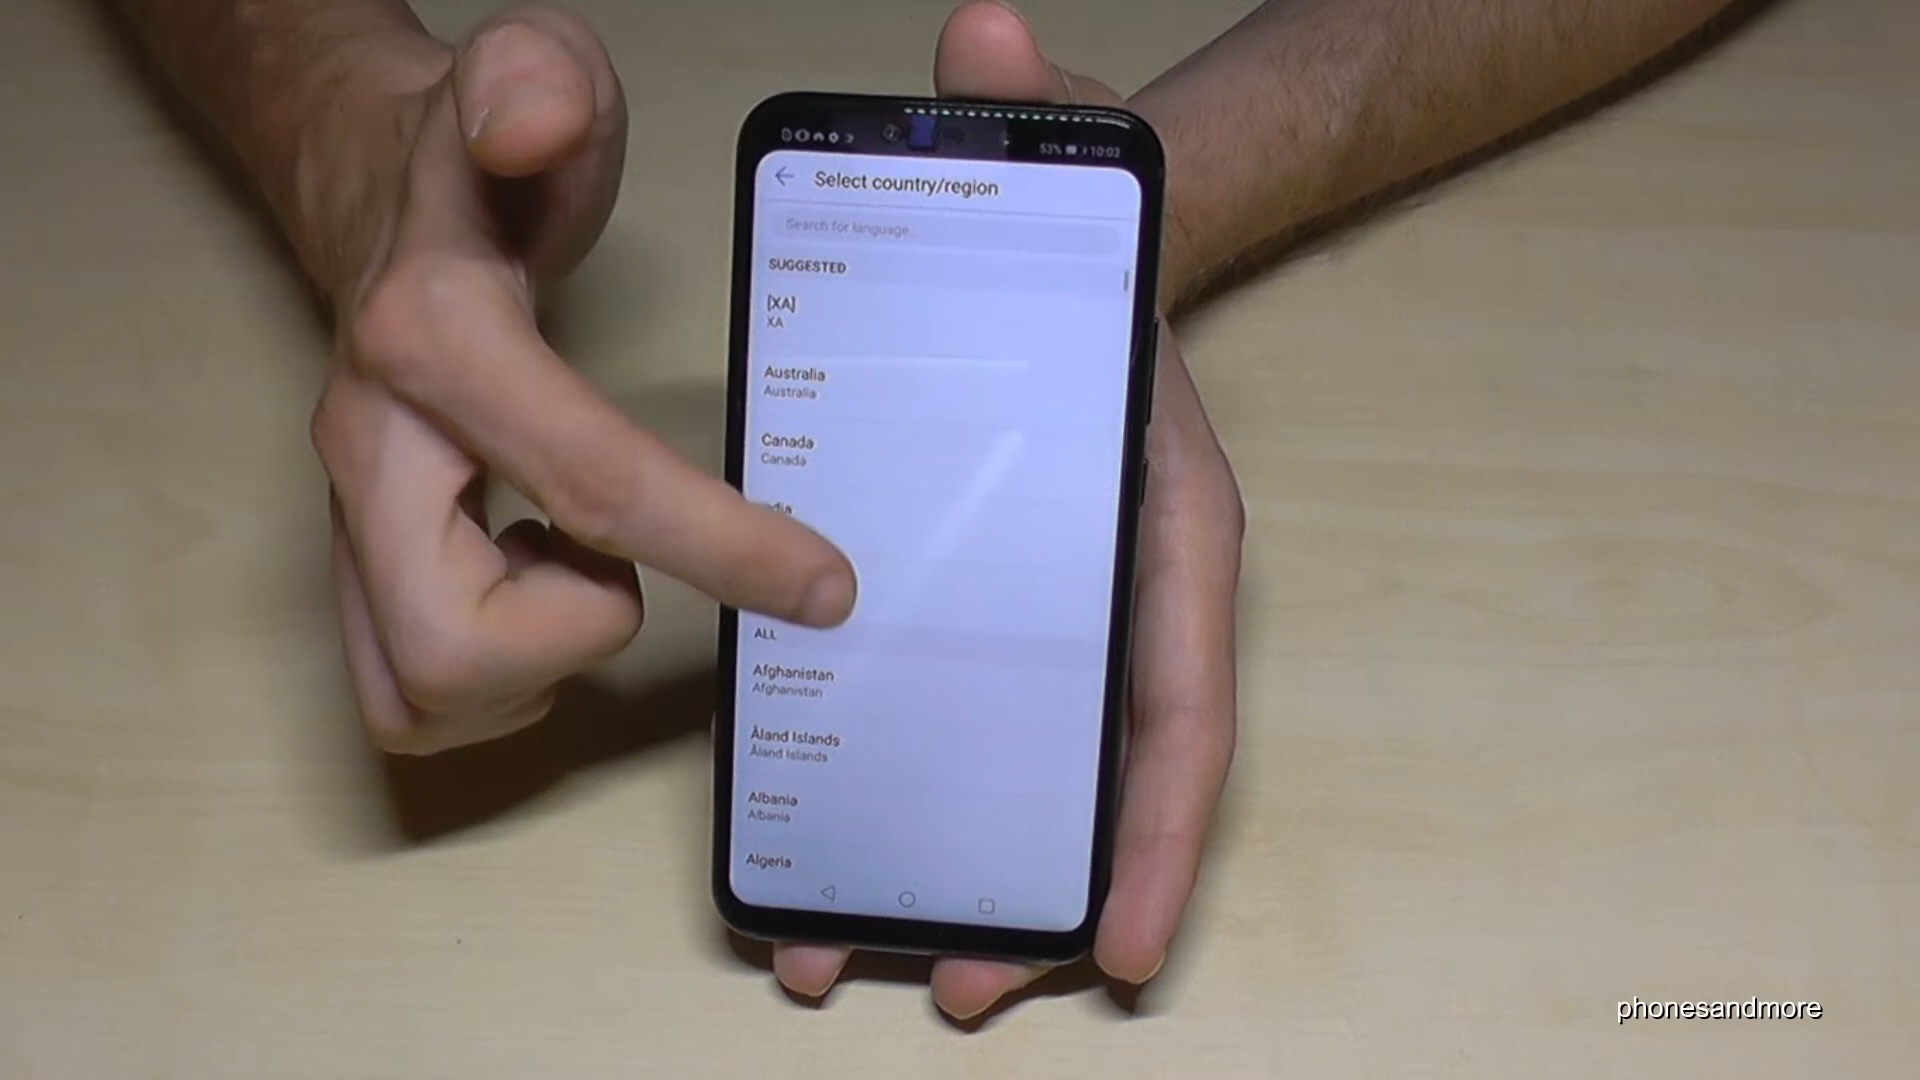 53% 10:03
Select country/region
Search for language...
SUGGESTED
[XA]
XA
Australia
Australia
Canada
Canada
ALL
Afghanistan
Afghanistan
Åland Islands
Åland Islands
Albania
Albania
Algeria
phonesandmore